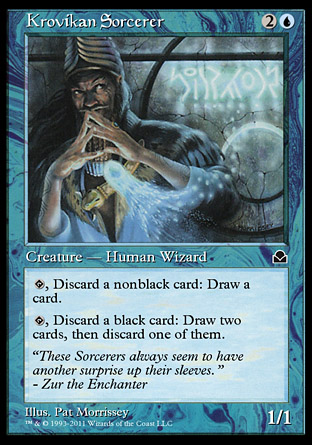 Krovikan Sorcerer 2
Creature — Human Wizard
, Discard a nonblack card: Draw a
card.
, Discard a black card: Draw two
cards, then discard one of them.
“These Sorcerers always seem to have
another surprise up their sleeves.”
- Zur the Enchanter
Illus. Pat Morrissey
™ & © 1993-2011 Wizards of the Coast LLC
1/1